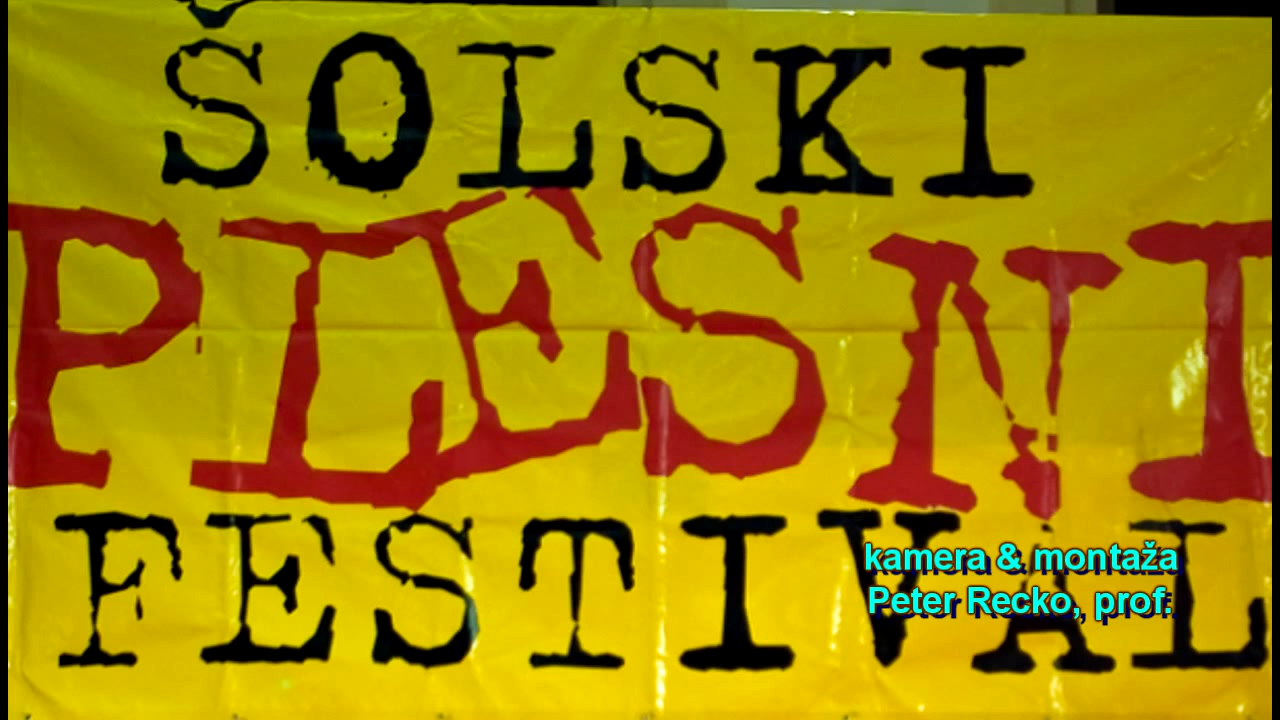 ŠOLSKI
PLESNI
FESTIVAL
kamera & montaža
Peter Recko, prof.